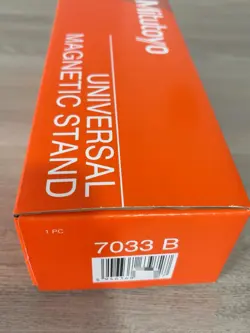 Mitutoyo
UNIVERSAL
MAGNETIC STAND
1 PC
7033 B